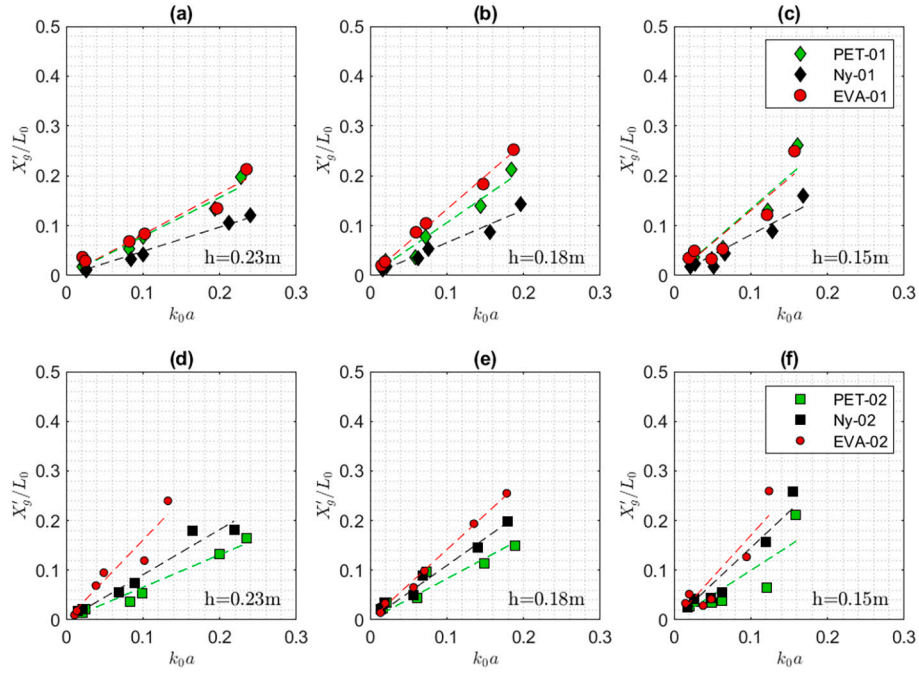 (a)
(b)
(c)
0.5
0.4
0.3
0.2
0.1
0
X'g/L0
h=0.23m
0
0.1
0.2
0.3
k0a
0.5
0.4
0.3
0.2
0.1
0
X'g/L0
h=0.18m
0
0.1
0.2
0.3
k0a
0.5
0.4
0.3
0.2
0.1
0
X'g/L0
PET-01
Ny-01
EVA-01
h=0.15m
0
0.1
0.2
0.3
k0a
(d)
(e)
(f)
0.5
0.4
0.3
0.2
0.1
0
X'g/L0
h=0.23m
0
0.1
0.2
0.3
k0a
0.5
0.4
0.3
0.2
0.1
0
X'g/L0
h=0.18m
0
0.1
0.2
0.3
k0a
0.5
0.4
0.3
0.2
0.1
0
X'g/L0
PET-02
Ny-02
EVA-02
h=0.15m
0
0.1
0.2
0.3
k0a